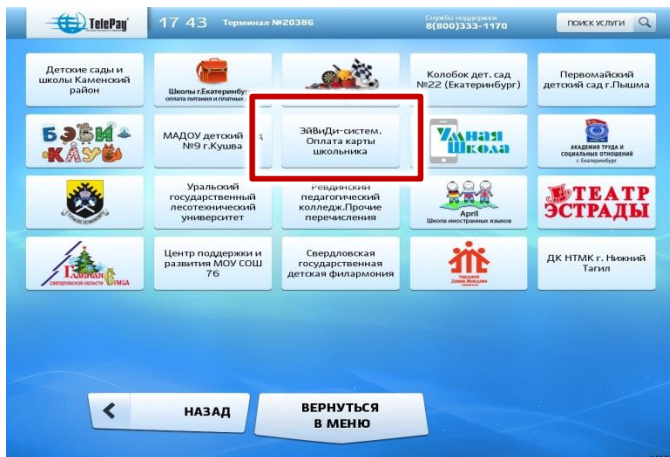 TelePay
17 43 Терминал №20386
Служба поддержки
8(800)333-1170
ПОИСК УСЛУГИ
Детские сады и
школы Каменский
район
Школы г.Екатеринбу
оплата питания и платных
Колобок дет. сад
№22 (Екатеринбург)
Первомайский
детский сад г.Пышма
БЭБИ
КЛУБ
МАДОУ детский
№9 г.Кушва
ЭйВиДи-систем.
Оплата карты
школьника
Умная
Школа
АКАДЕМИЯ ТРУДА И
СОЦИАЛЬНЫХ ОТНОШЕНИЙ
г. Екатеринбург
Уральский
государственный
лесотехнический
университет
Ревдинский
педагогический
колледж.Прочие
перечисления
April
Школа иностранных языков
ТЕАТР
ЭСТРАДЫ
Главная
СВЕРДЛОВСКОЙ ОБЛАСТИ
Центр поддержки и
развития МОУ СОШ
76
Свердловская
государственная
детская филармония
ДК НТМК г. Нижний
Тагил
НАЗАД
ВЕРНУТЬСЯ
В МЕНЮ